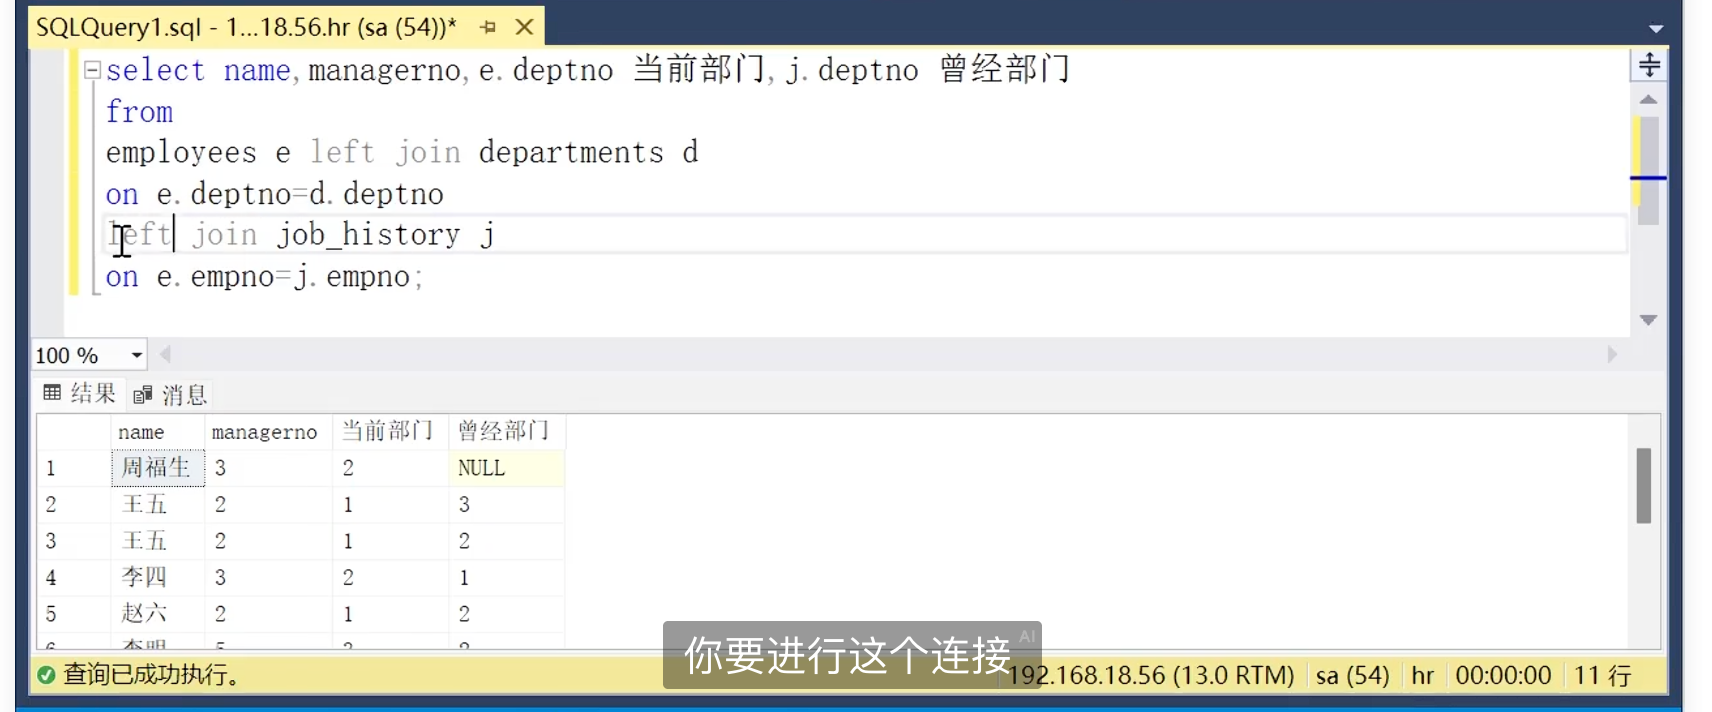 SQLQuery1.sql - 1...18.56.hr (sa (54))*
select name,managerno,e.deptno 当前部门,j.deptno 曾经部门
from
employees e left join departments d
on e.deptno=d.deptno
left join job_history j
on e.empno=j.empno;
100 %
结果 消息
name managerno 当前部门 曾经部门
1 周福生 3 2 NULL
2 王五 2 1 3
3 王五 2 1 2
4 李四 3 2 1
5 赵六 2 1 2
你要进行这个连接 AI
查询已成功执行。 192.168.18.56 (13.0 RTM) sa (54) hr 00:00:00 11 行